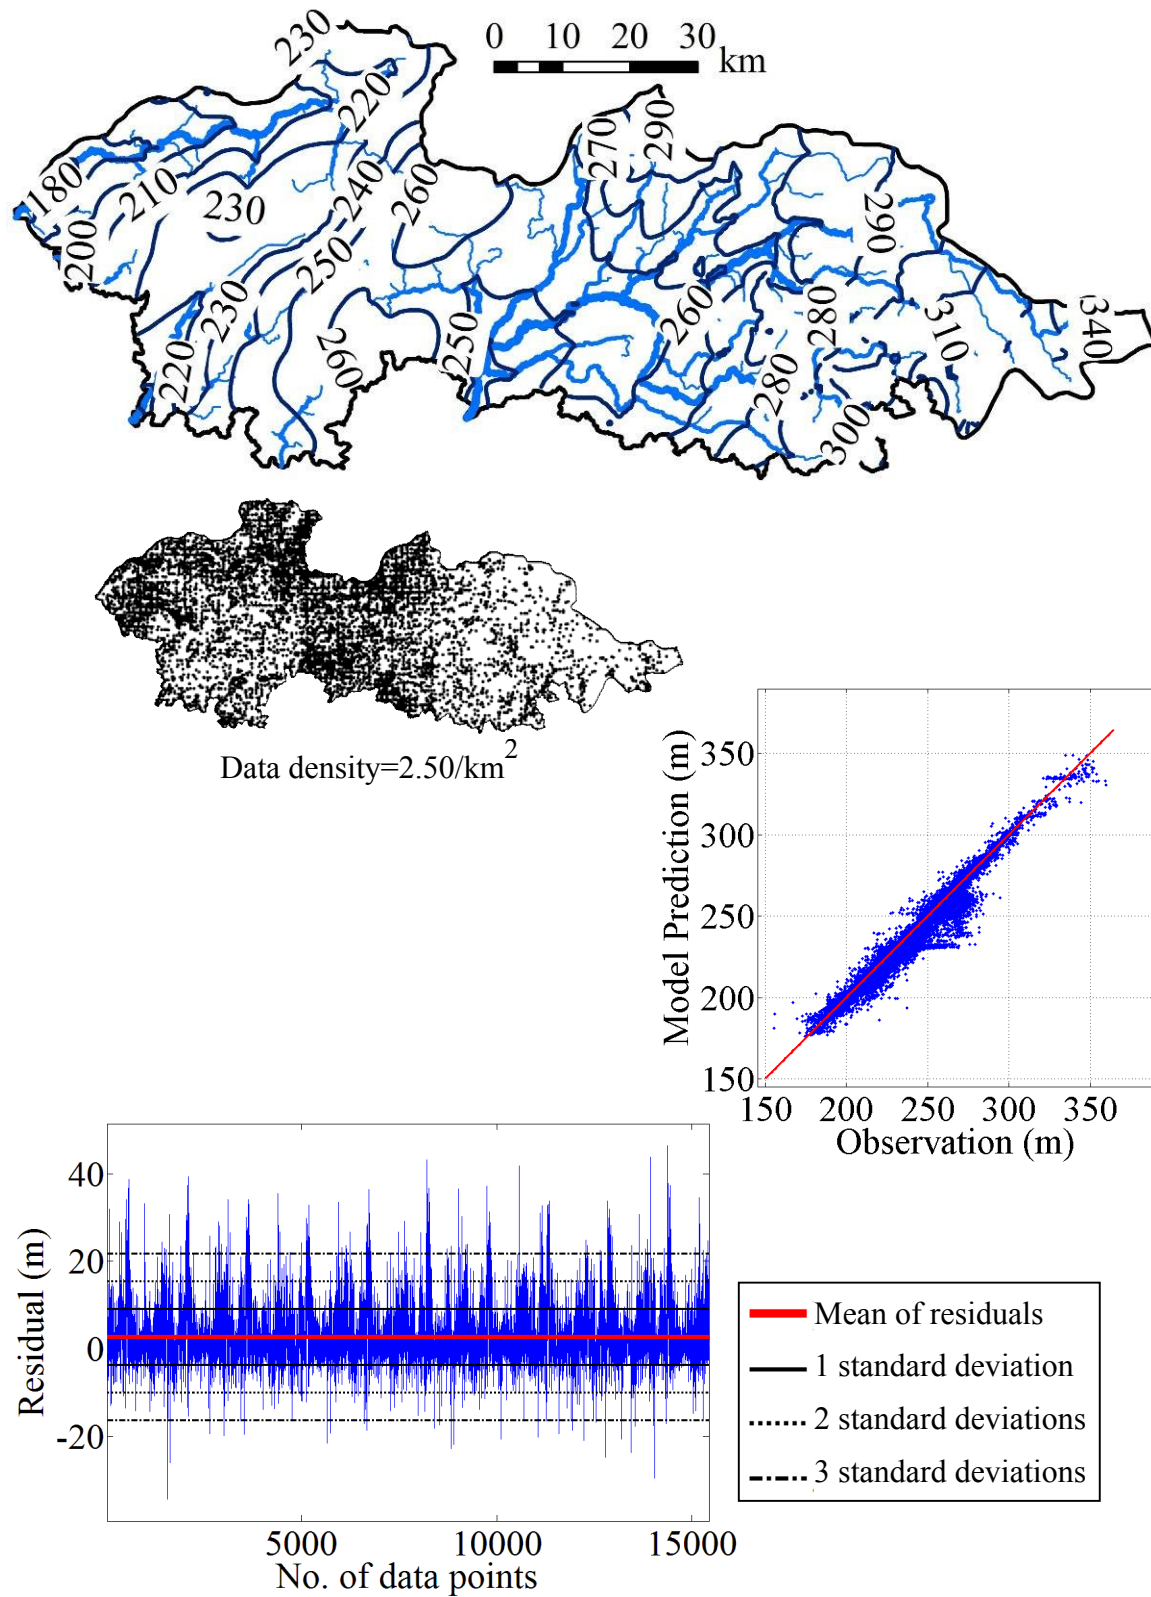 0 10 20 30 km
230
220
180
210
230
200
240
260
270
290
290
250
230
220
260
250
260
280
280
310
340
300
Data density=2.50/km²
Model Prediction (m)
350
300
250
200
150
150 200 250 300 350
Observation (m)
Residual (m)
40
20
0
-20
5000 10000 15000
No. of data points
Mean of residuals
1 standard deviation
2 standard deviations
3 standard deviations